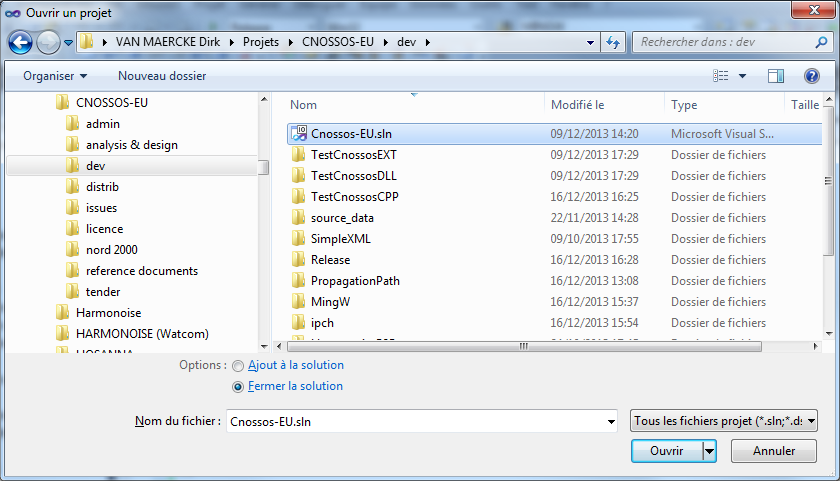 Ouvrir un projet
VAN MAERCKE Dirk Projets CNOSSOS-EU dev
Rechercher dans : dev
Organiser Nouveau dossier
CNOSSOS-EU
admin
analysis & design
dev
distrib
issues
licence
nord 2000
reference documents
tender
Harmonoise
HARMONOISE (Watcom)
HOSANNA
Nom Modifié le Type Taille
Cnossos-EU.sln 09/12/2013 14:20 Microsoft Visual S...
TestCnossosEXT 09/12/2013 17:29 Dossier de fichiers
TestCnossosDLL 09/12/2013 17:29 Dossier de fichiers
TestCnossosCPP 16/12/2013 16:25 Dossier de fichiers
source_data 22/11/2013 14:28 Dossier de fichiers
SimpleXML 09/10/2013 17:55 Dossier de fichiers
Release 16/12/2013 16:28 Dossier de fichiers
PropagationPath 16/12/2013 13:08 Dossier de fichiers
MingW 16/12/2013 15:37 Dossier de fichiers
ipch 16/12/2013 15:54 Dossier de fichiers
Options : Ajout à la solution
Fermer la solution
Nom du fichier : Cnossos-EU.sln
Tous les fichiers projet (*.sln;*.ds
Ouvrir Annuler